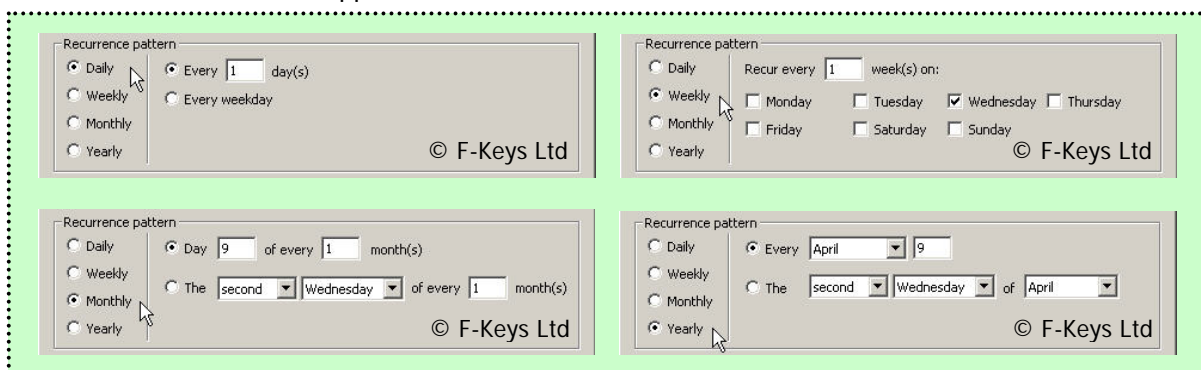 Recurrence pattern
Daily
Every 1 day(s)
Weekly
Every weekday
Monthly
Yearly
© F-Keys Ltd
Recurrence pattern
Daily
Recur every 1 week(s) on:
Weekly
Monday Tuesday Wednesday Thursday
Monthly
Friday Saturday Sunday
Yearly
© F-Keys Ltd
Recurrence pattern
Daily
Day 9 of every 1 month(s)
Weekly
The second Wednesday of every 1 month(s)
Monthly
Yearly
© F-Keys Ltd
Recurrence pattern
Daily
Every April 9
Weekly
The second Wednesday of April
Monthly
Yearly
© F-Keys Ltd